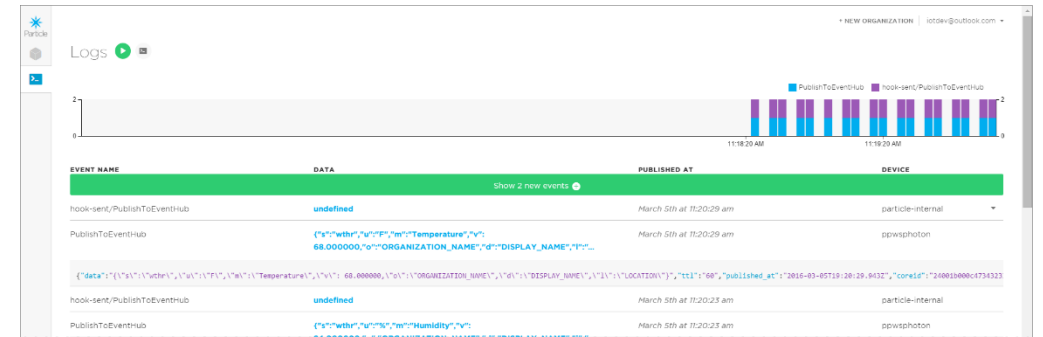 Particle
+ NEW ORGANIZATION iotdev@outlook.com
Logs
PublishToEventHub hook-sent/PublishToEventHub
2 2
0 0
11:18:20 AM 11:19:20 AM
EVENT NAME DATA PUBLISHED AT DEVICE
Show 2 new events
hook-sent/PublishToEventHub undefined March 5th at 11:20:29 am particle-internal
PublishToEventHub {"s":"wthr","u":"F","m":"Temperature","v": March 5th at 11:20:29 am ppwsphoton
68.000000,"o":"ORGANIZATION_NAME","d":"DISPLAY_NAME","l":"...
{"data":"{\"s\":\"wthr\",\"u\":\"F\",\"m\":\"Temperature\",\"v\": 68.000000,\"o\":\"ORGANIZATION_NAME\",\"d\":\"DISPLAY_NAME\",\"l\":\"LOCATION\"}","ttl":"60","published_at":"2016-03-05T19:20:29.943Z","coreid":"24001b000c4734323
hook-sent/PublishToEventHub undefined March 5th at 11:20:23 am particle-internal
PublishToEventHub {"s":"wthr","u":"%","m":"Humidity","v": March 5th at 11:20:23 am ppwsphoton